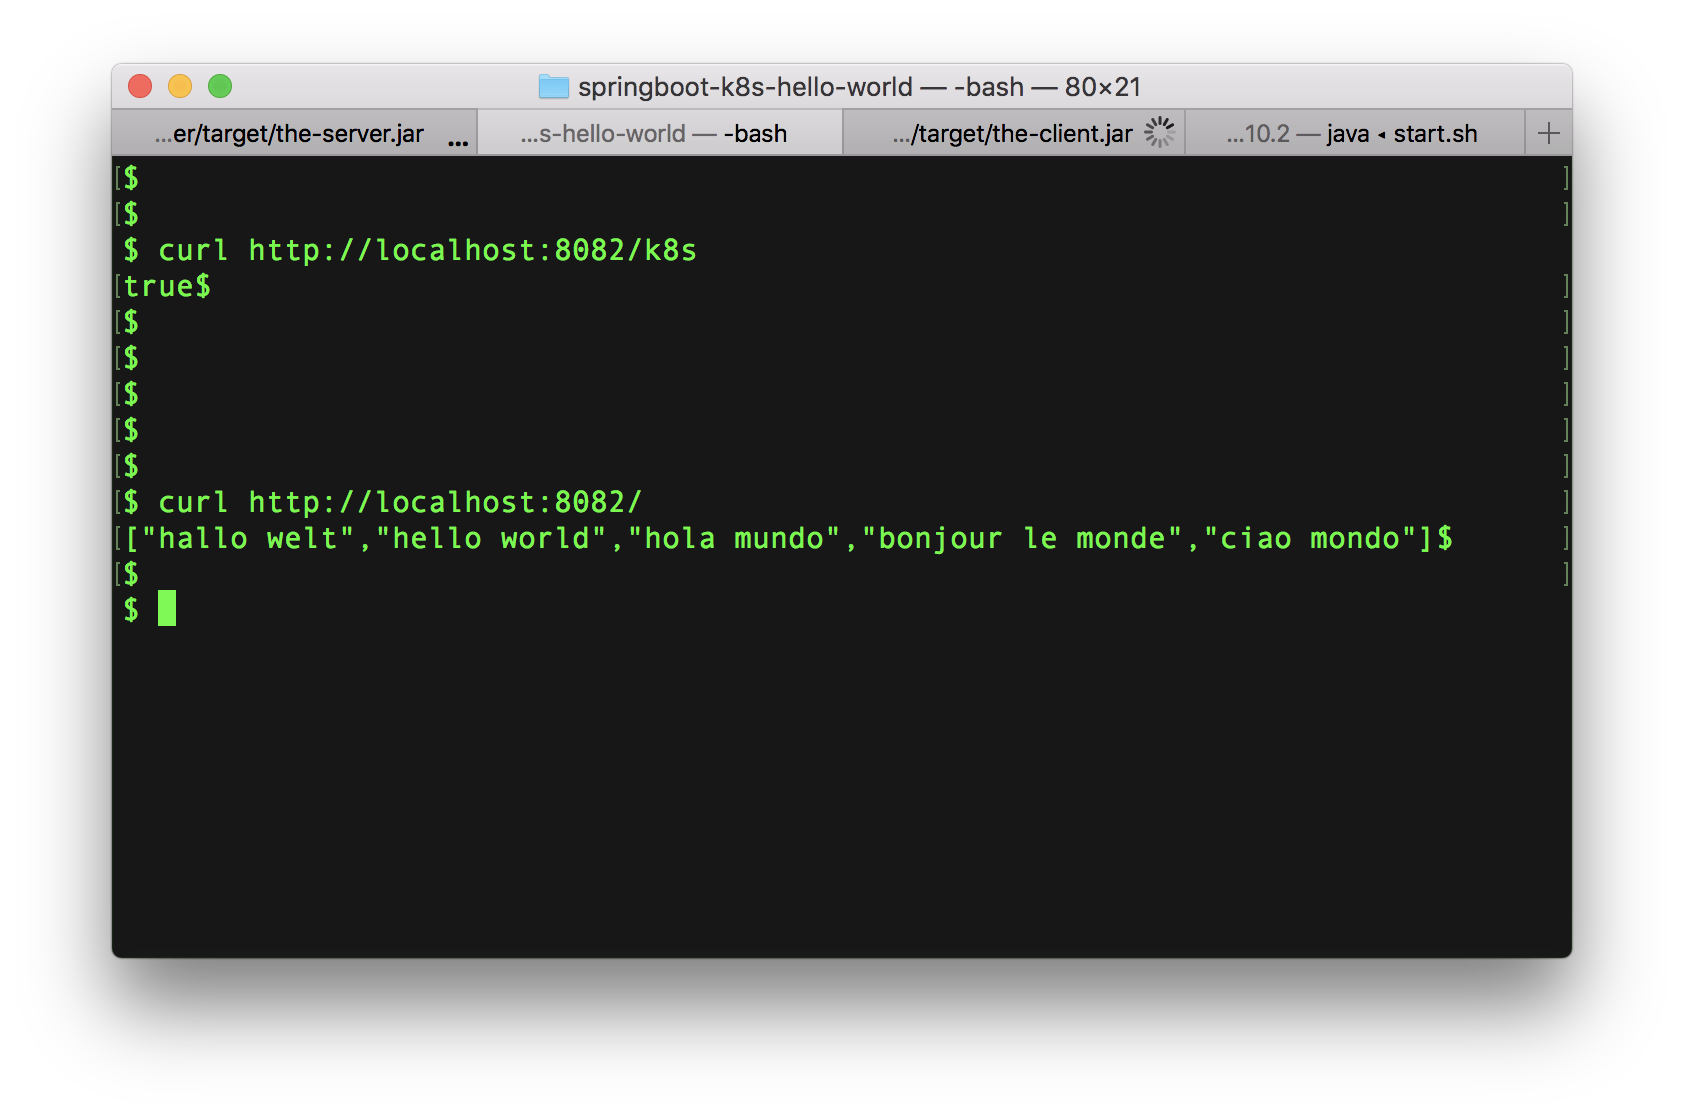 springboot-k8s-hello-world — -bash — 80×21
...er/target/the-server.jar ...
...s-hello-world — -bash
.../target/the-client.jar
...10.2 — java ◂ start.sh
+
[$ ]
[$ ]
$ curl http://localhost:8082/k8s
[true$ ]
[$ ]
[$ ]
[$ ]
[$ ]
[$ ]
[$ curl http://localhost:8082/ ]
[["hallo welt","hello world","hola mundo","bonjour le monde","ciao mondo"]$ ]
[$ ]
$